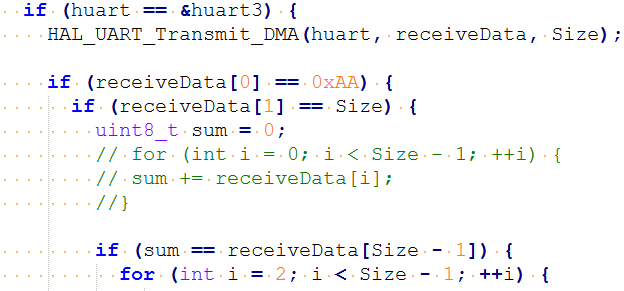 if (huart == &huart3) {
HAL_UART_Transmit_DMA(huart, receiveData, Size);
if (receiveData[0] == 0xAA) {
if (receiveData[1] == Size) {
uint8_t sum = 0;
// for (int i = 0; i < Size - 1; ++i) {
// sum += receiveData[i];
//}
if (sum == receiveData[Size - 1]) {
for (int i = 2; i < Size - 1; ++i) {